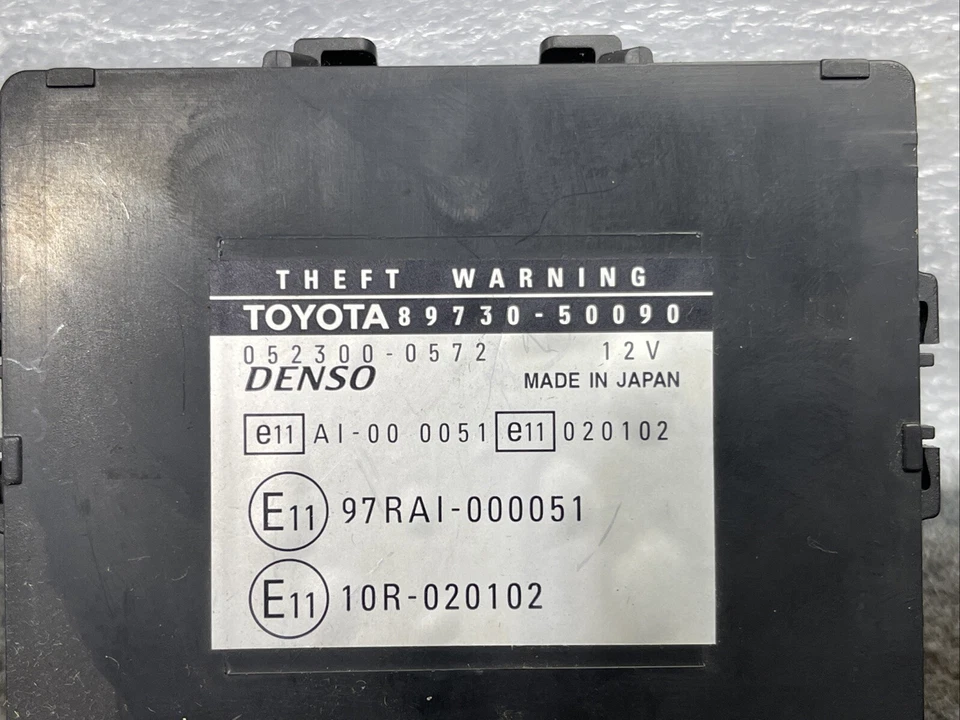 THEFT WARNING
TOYOTA 89730-50090
052300-0572 12V
DENSO MADE IN JAPAN
e11 AI-00 0051 e11 020102
E11 97RAI-000051
E11 10R-020102